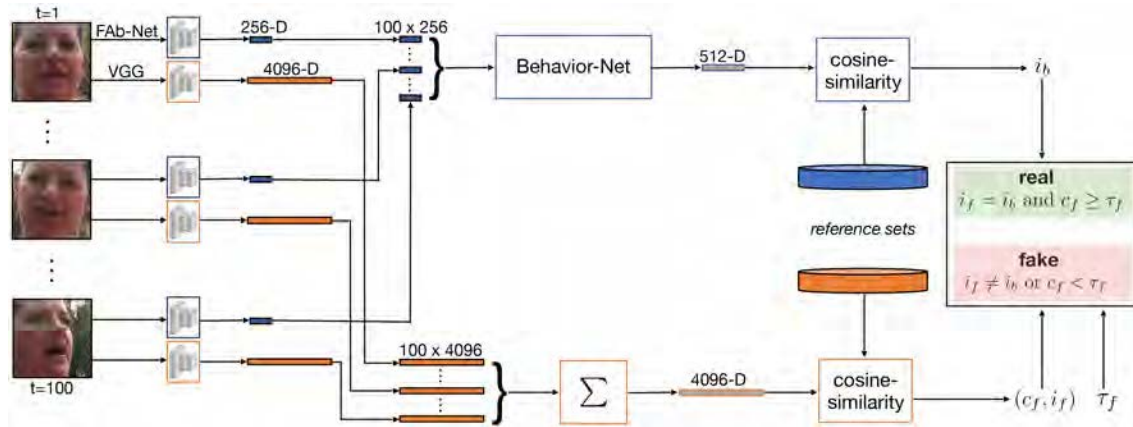 t=1
FAb-Net
256-D
100 x 256
VGG
4096-D
Behavior-Net
512-D
cosine-
similarity
i_b
real
i_f = i_b and c_f ≥ τ_f
reference sets
fake
i_f ≠ i_b or c_f < τ_f
t=100
100 x 4096
Σ
4096-D
cosine-
similarity
(c_f, i_f)
τ_f